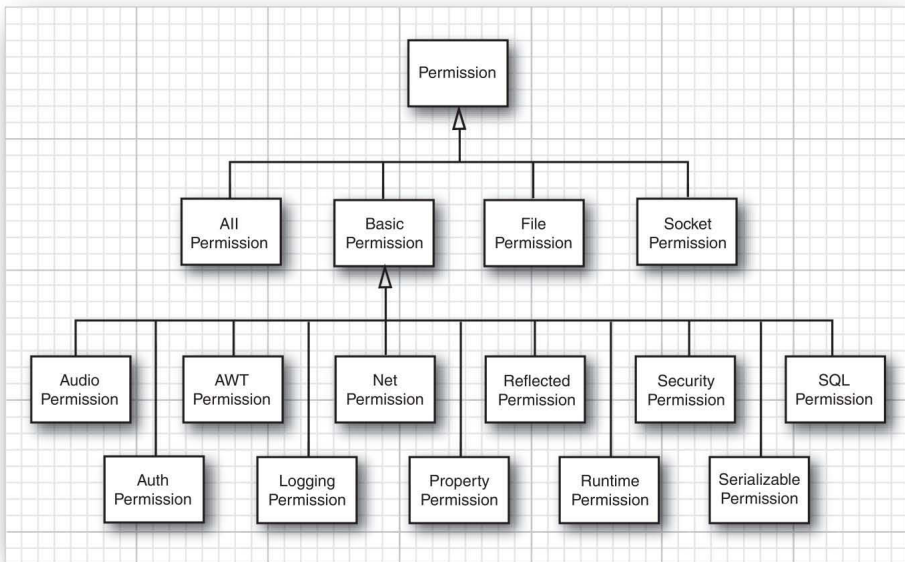 Permission
All
Permission
Basic
Permission
File
Permission
Socket
Permission
Audio
Permission
AWT
Permission
Net
Permission
Reflected
Permission
Security
Permission
SQL
Permission
Auth
Permission
Logging
Permission
Property
Permission
Runtime
Permission
Serializable
Permission